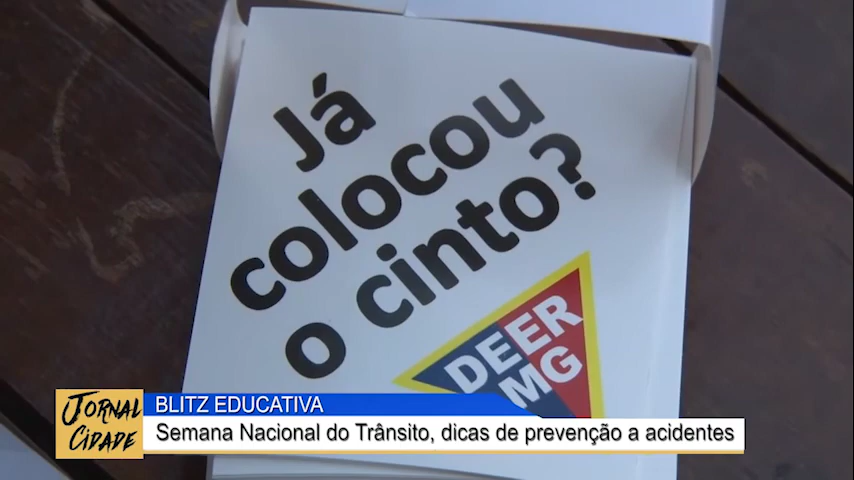 Já
colocou
o cinto?
DEER
MG
JORNAL
CIDADE
BLITZ EDUCATIVA
Semana Nacional do Trânsito, dicas de prevenção a acidentes